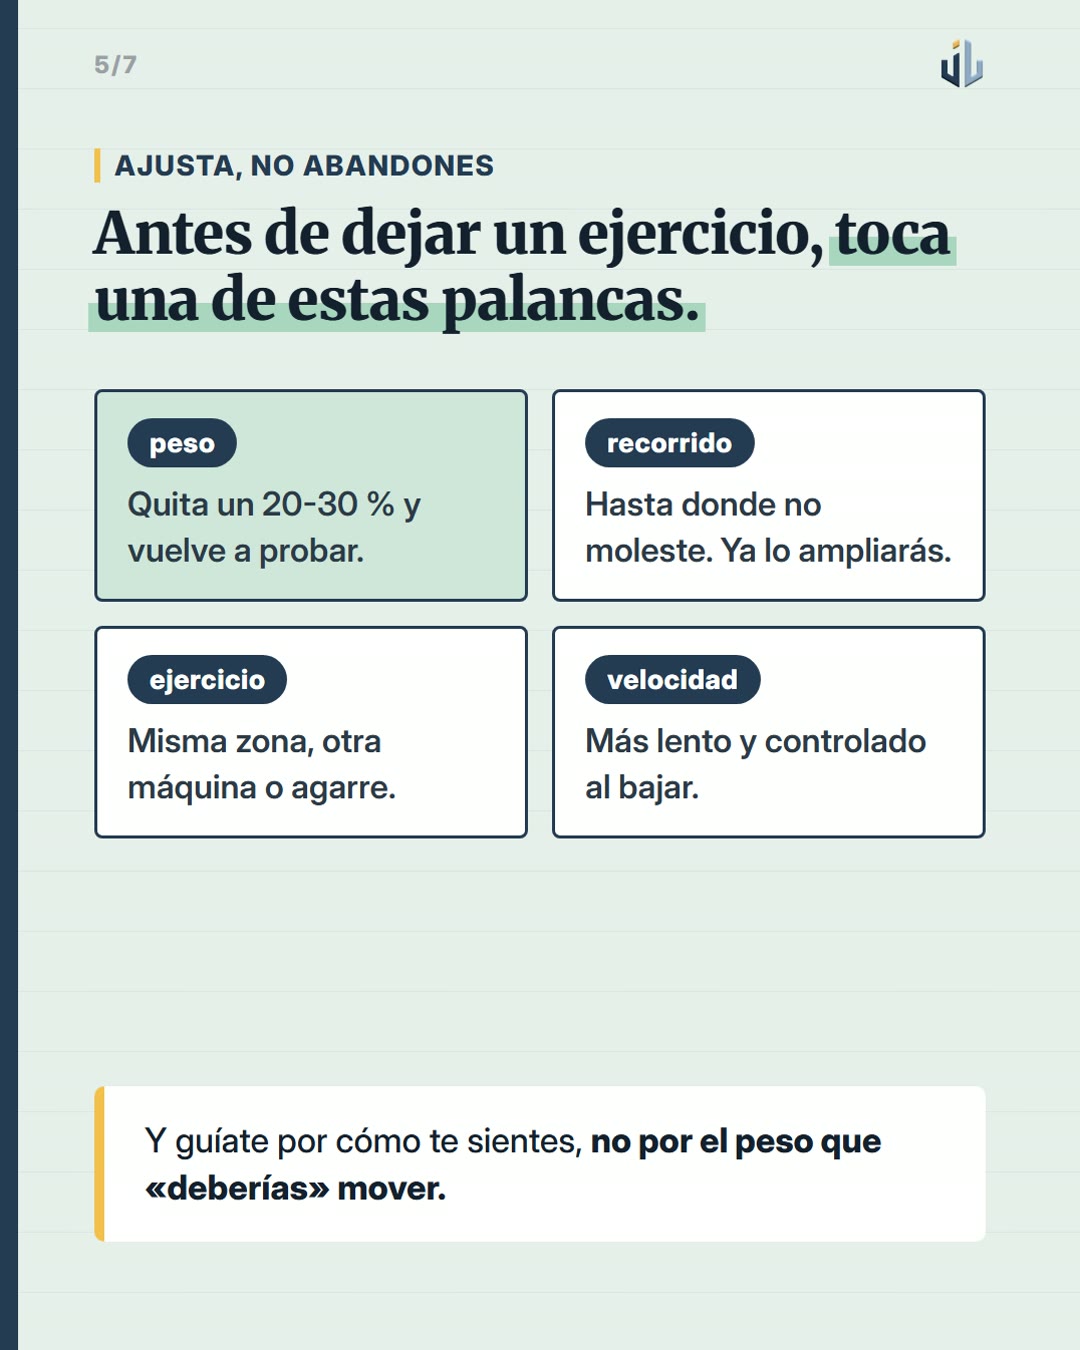 5/7
AJUSTA, NO ABANDONES
Antes de dejar un ejercicio, toca
una de estas palancas.
peso
Quita un 20-30 % y
vuelve a probar.
recorrido
Hasta donde no
moleste. Ya lo ampliarás.
ejercicio
Misma zona, otra
máquina o agarre.
velocidad
Más lento y controlado
al bajar.
Y guíate por cómo te sientes, no por el peso que
«deberías» mover.